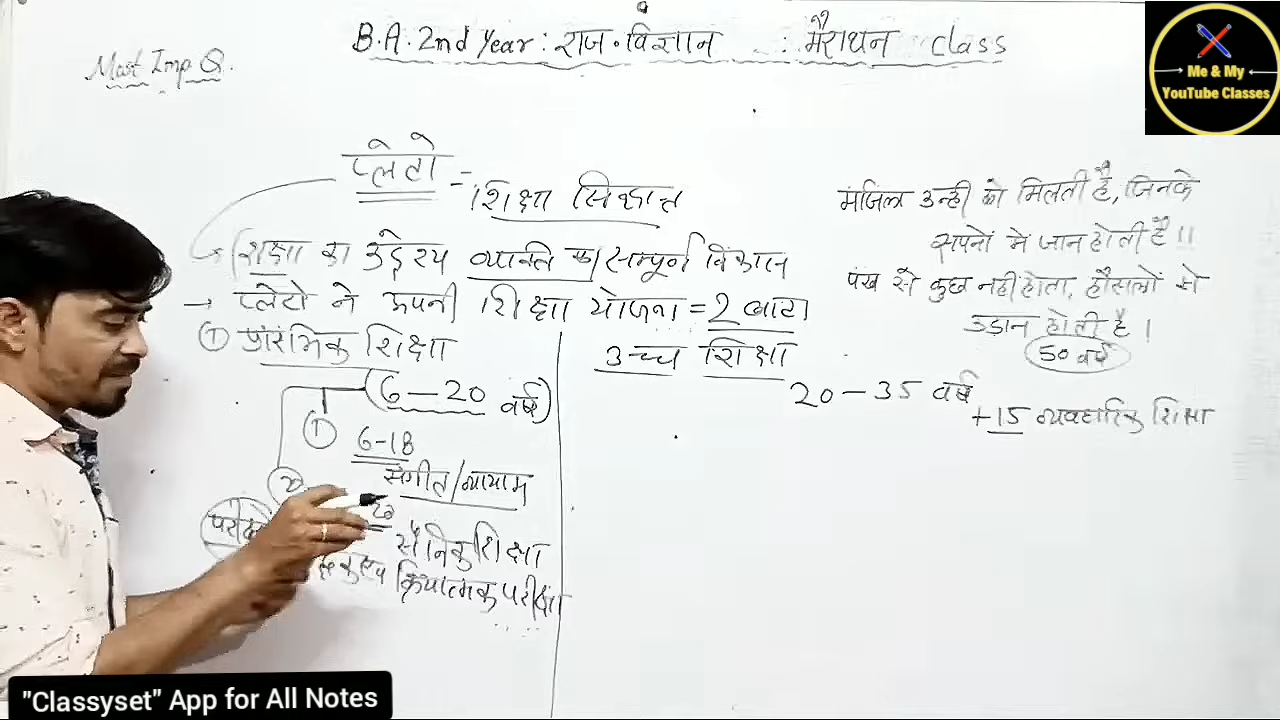 B.A. 2nd Year : राज. विज्ञान : मैराथन Class
Most Imp Q.
Me & My
YouTube Classes
प्लेटो = शिक्षा सिद्धान्त
मंजिल उन्ही को मिलती है, जिनके
सपनों में जान होती है ।।
पंख से कुछ नहीं होता, हौसलों से
उडान होती है ।
शिक्षा का उद्देश्य व्यक्ति का सम्पूर्ण विकास
→ प्लेटो ने अपनी शिक्षा योजना = 2 बाटा
① प्रारंभिक शिक्षा
उच्च शिक्षा
50 वर्ष
(6 – 20 वर्ष)
20 – 35 वर्ष
+15 व्यवहारिक शिक्षा
① 6-18
संगीत/व्यायाम
②
सैनिक शिक्षा
क्रियात्मक परीक्षा
"Classyset" App for All Notes